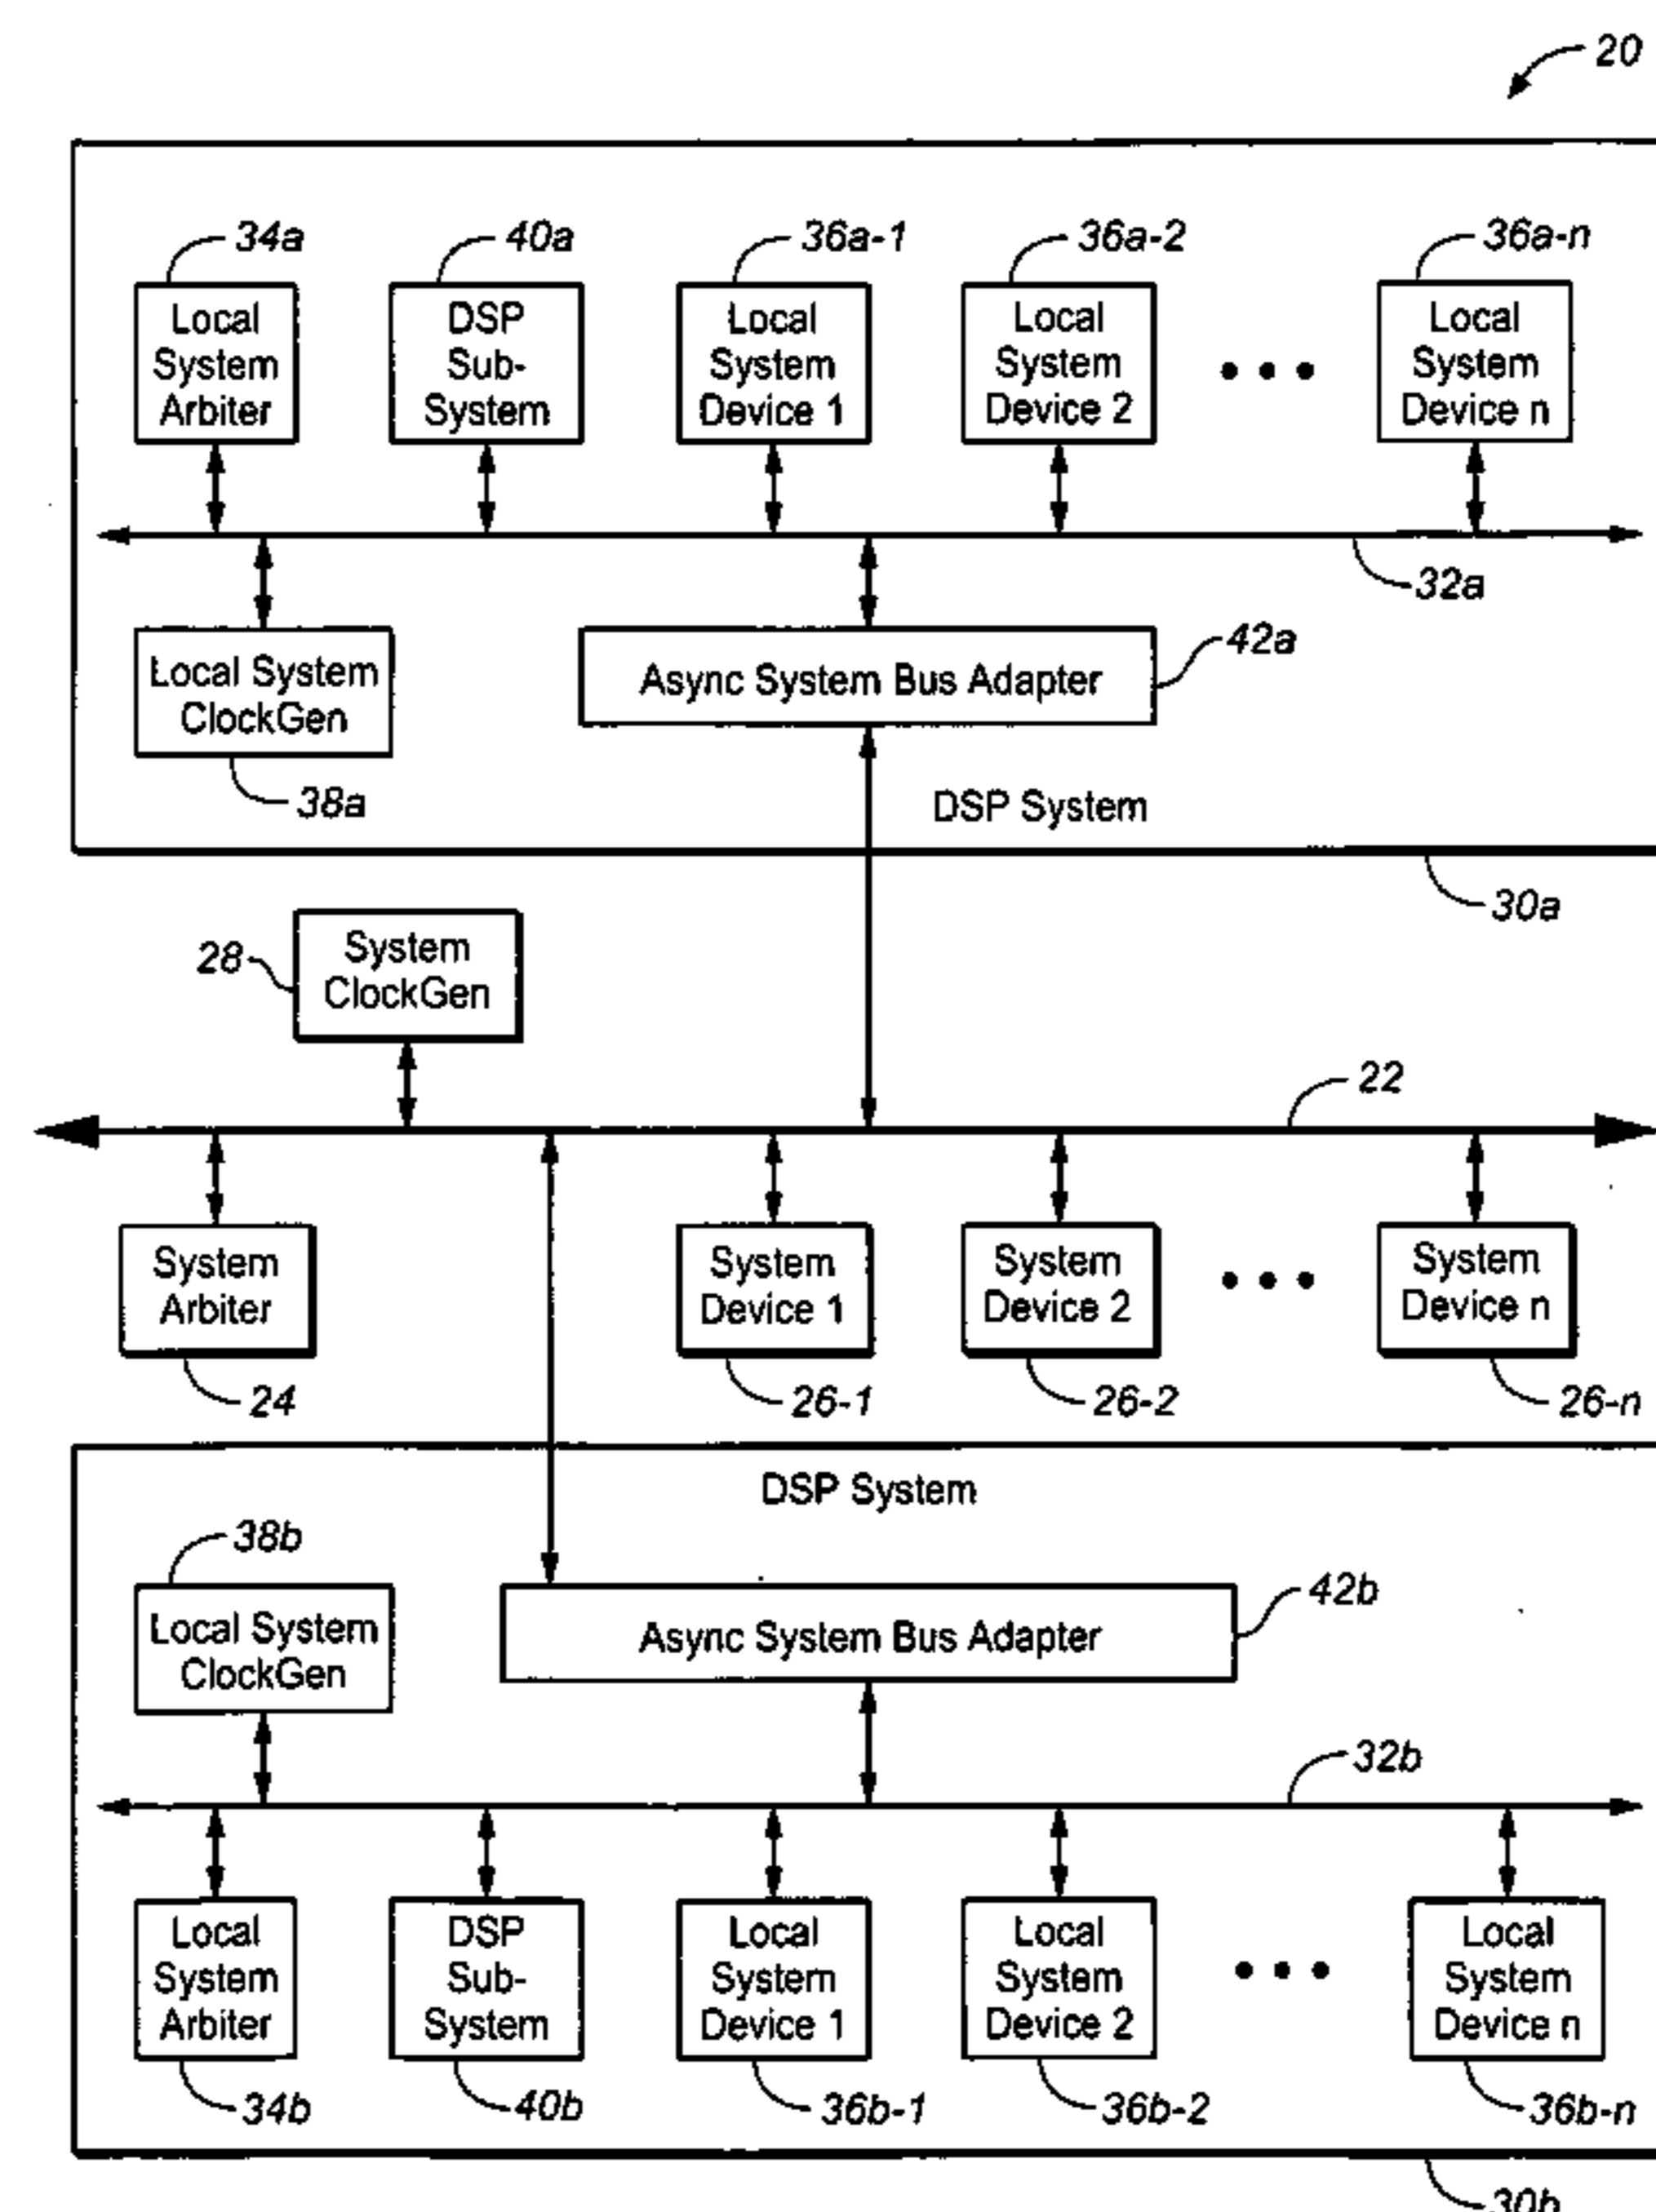 20
34a
40a
36a-1
36a-2
36a-n
Local
System
Arbiter
DSP
Sub-
System
Local
System
Device 1
Local
System
Device 2
Local
System
Device n
32a
Local System
ClockGen
Async System Bus Adapter
42a
38a
DSP System
30a
28
System
ClockGen
22
System
Arbiter
System
Device 1
System
Device 2
System
Device n
24
26-1
26-2
26-n
DSP System
38b
Local System
ClockGen
Async System Bus Adapter
42b
32b
Local
System
Arbiter
DSP
Sub-
System
Local
System
Device 1
Local
System
Device 2
Local
System
Device n
34b
40b
36b-1
36b-2
36b-n
30b